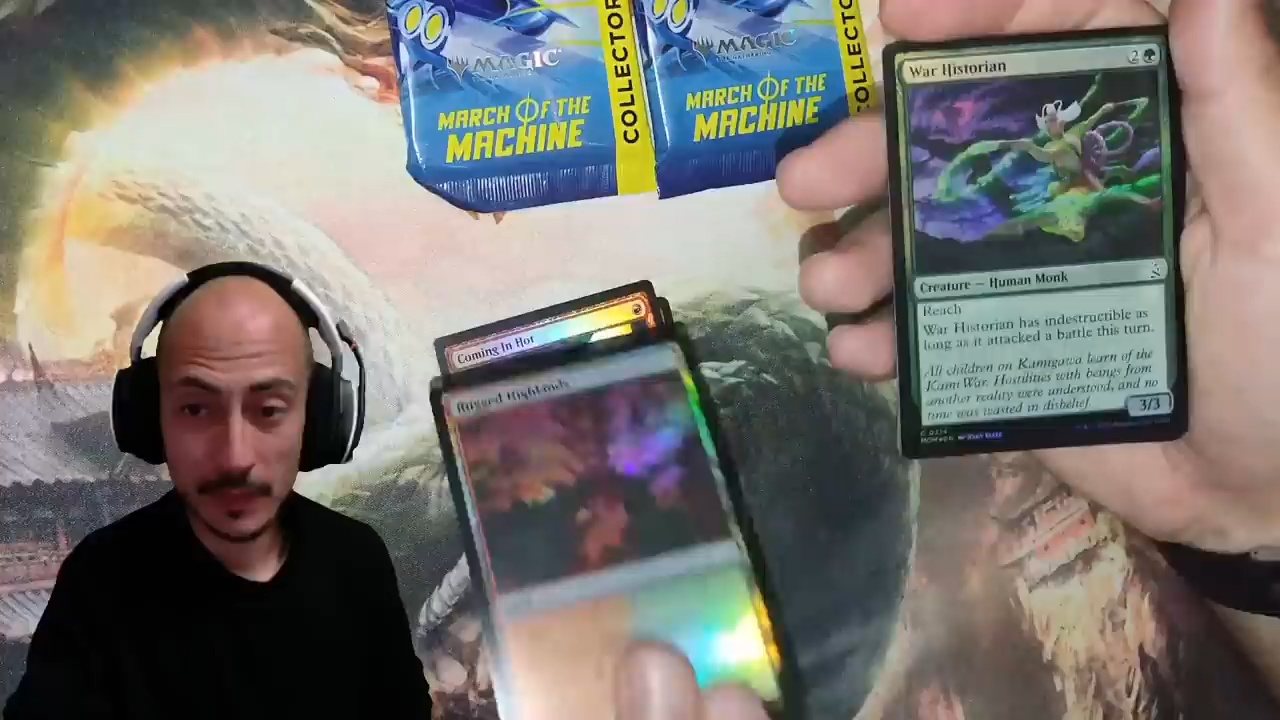 MAGIC
MARCH OF THE
MACHINE
COLLECTOR
MAGIC
MARCH OF THE
MACHINE
War Historian
2
Creature — Human Monk
Reach
War Historian has indestructible as
long as it attacked a battle this turn.
All children on Kamigawa learn of the
Kami War. Hostilities with beings from
another reality were understood, and no
time was wasted in disbelief.
3/3
Coming In Hot
Rugged Highlands